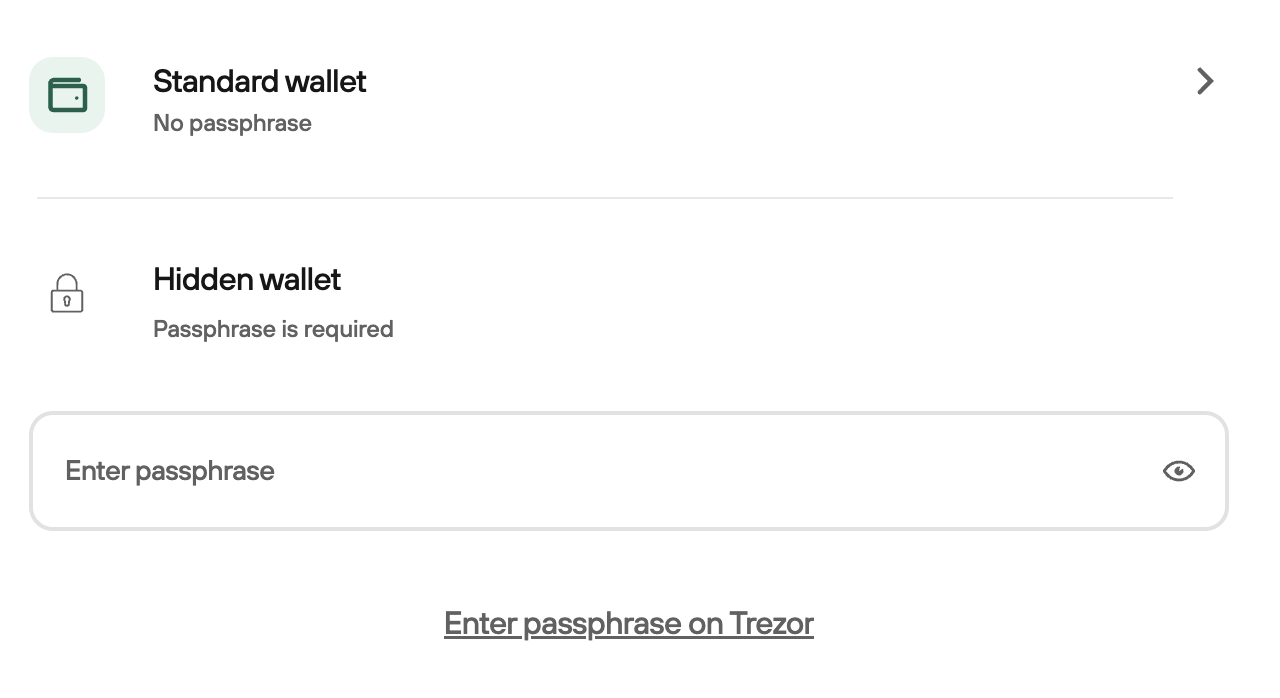 Standard wallet
No passphrase
Hidden wallet
Passphrase is required
Enter passphrase
Enter passphrase on Trezor